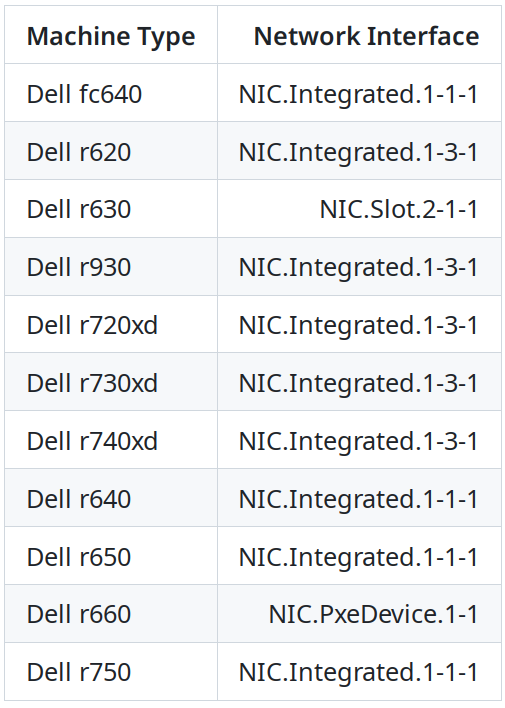 Machine Type Network Interface
Dell fc640 NIC.Integrated.1-1-1
Dell r620 NIC.Integrated.1-3-1
Dell r630 NIC.Slot.2-1-1
Dell r930 NIC.Integrated.1-3-1
Dell r720xd NIC.Integrated.1-3-1
Dell r730xd NIC.Integrated.1-3-1
Dell r740xd NIC.Integrated.1-3-1
Dell r640 NIC.Integrated.1-1-1
Dell r650 NIC.Integrated.1-1-1
Dell r660 NIC.PxeDevice.1-1
Dell r750 NIC.Integrated.1-1-1